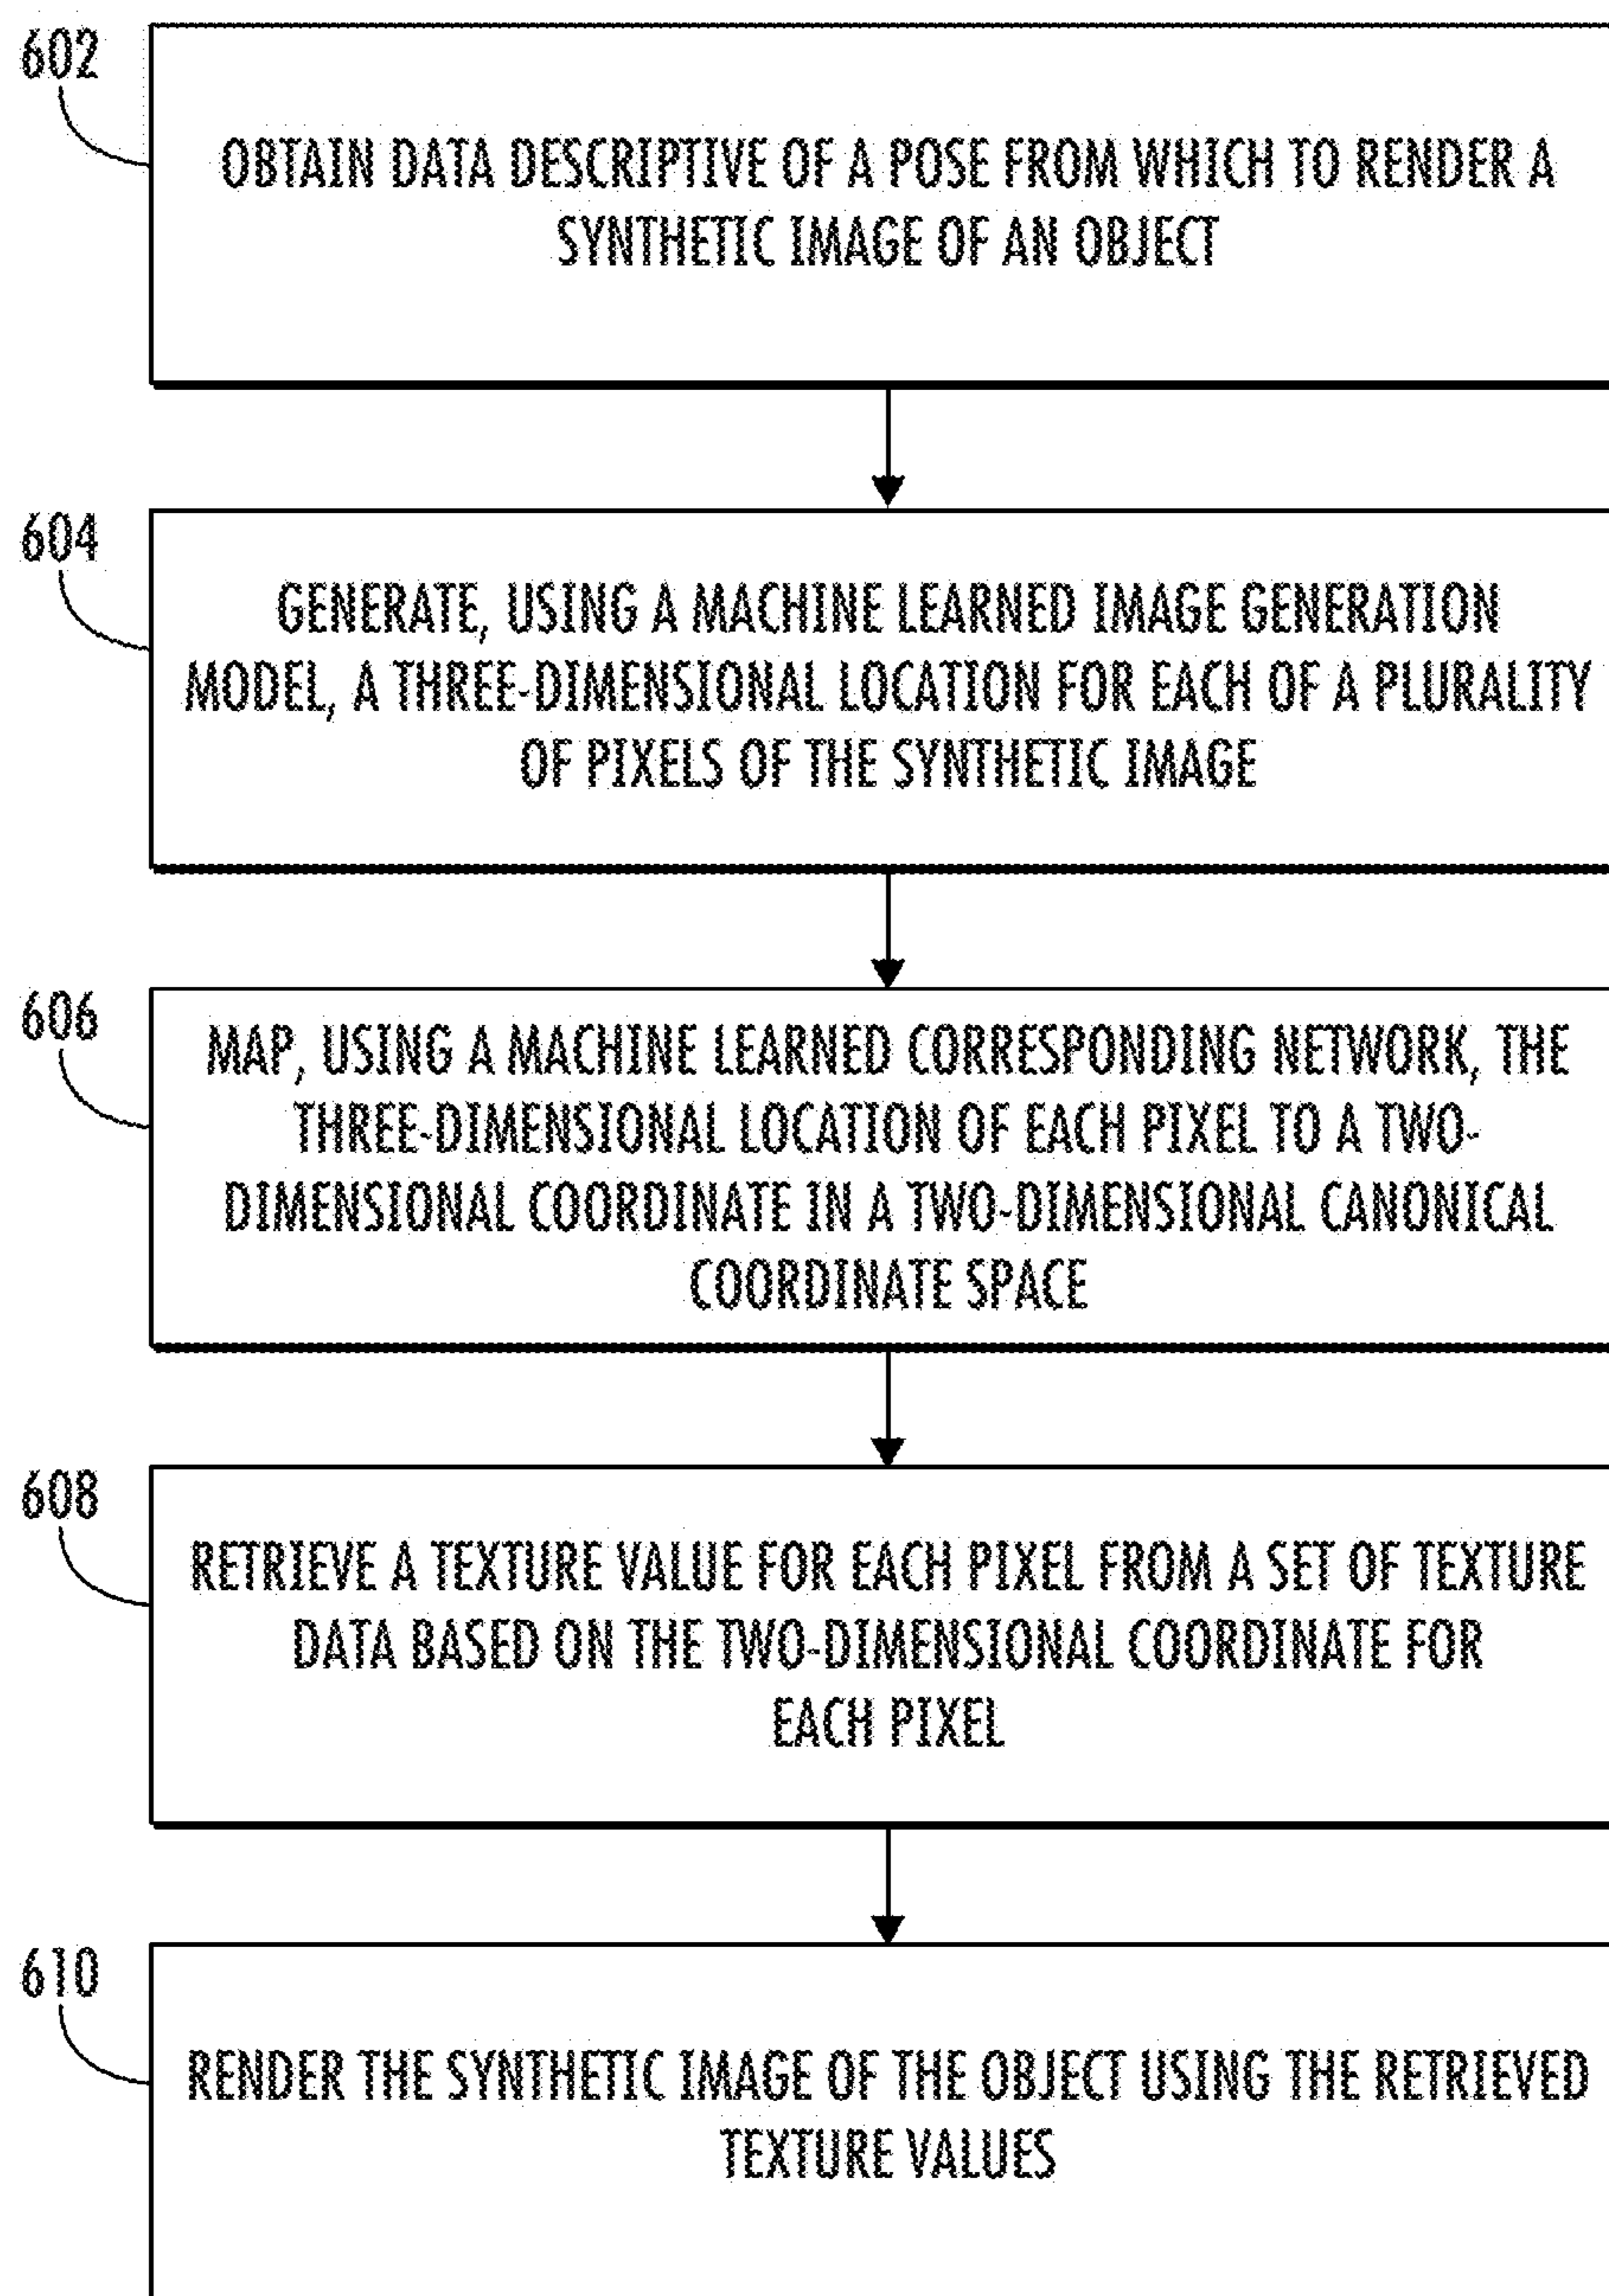 602
OBTAIN DATA DESCRIPTIVE OF A POSE FROM WHICH TO RENDER A
SYNTHETIC IMAGE OF AN OBJECT
604
GENERATE, USING A MACHINE LEARNED IMAGE GENERATION
MODEL, A THREE-DIMENSIONAL LOCATION FOR EACH OF A PLURALITY
OF PIXELS OF THE SYNTHETIC IMAGE
606
MAP, USING A MACHINE LEARNED CORRESPONDING NETWORK, THE
THREE-DIMENSIONAL LOCATION OF EACH PIXEL TO A TWO-
DIMENSIONAL COORDINATE IN A TWO-DIMENSIONAL CANONICAL
COORDINATE SPACE
608
RETRIEVE A TEXTURE VALUE FOR EACH PIXEL FROM A SET OF TEXTURE
DATA BASED ON THE TWO-DIMENSIONAL COORDINATE FOR
EACH PIXEL
610
RENDER THE SYNTHETIC IMAGE OF THE OBJECT USING THE RETRIEVED
TEXTURE VALUES